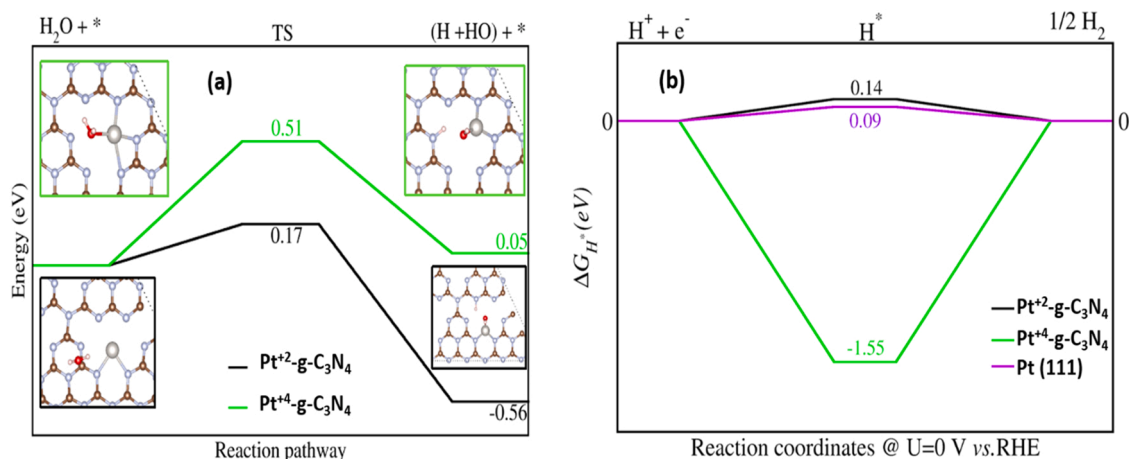 H₂O + *
TS
(H +HO) + *
(a)
0.51
0.17
0.05
-0.56
Energy (eV)
Pt⁺²-g-C₃N₄
Pt⁺⁴-g-C₃N₄
Reaction pathway
H⁺ + e⁻
H*
1/2 H₂
(b)
0.14
0
0.09
0
ΔG_H* (eV)
-1.55
Pt⁺²-g-C₃N₄
Pt⁺⁴-g-C₃N₄
Pt (111)
Reaction coordinates @ U=0 V vs.RHE